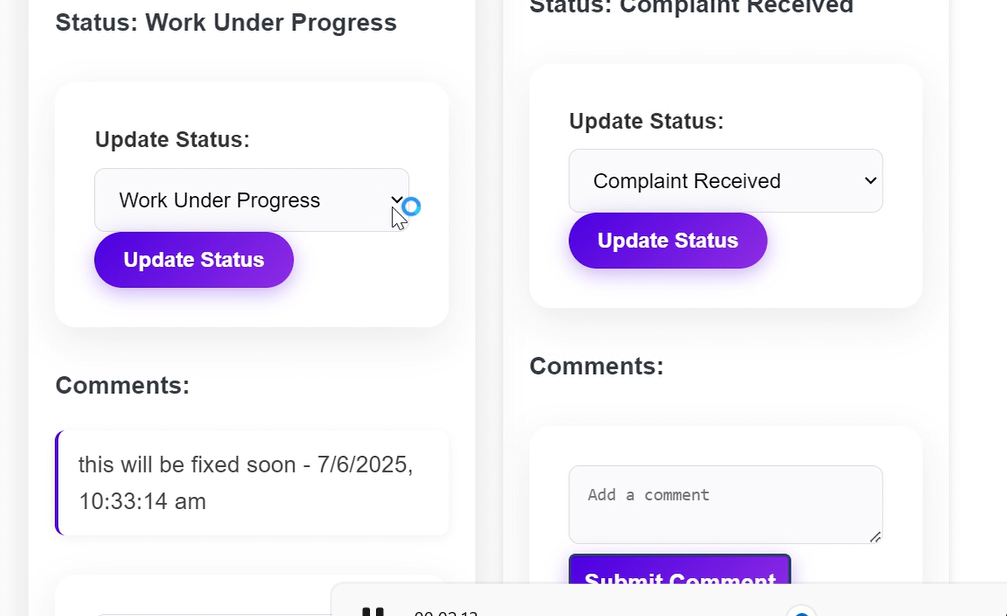 Status: Work Under Progress
Update Status:
Work Under Progress
Update Status
Comments:
this will be fixed soon - 7/6/2025,
10:33:14 am
Status: Complaint Received
Update Status:
Complaint Received
Update Status
Comments:
Add a comment
Submit Comment
00:02:13